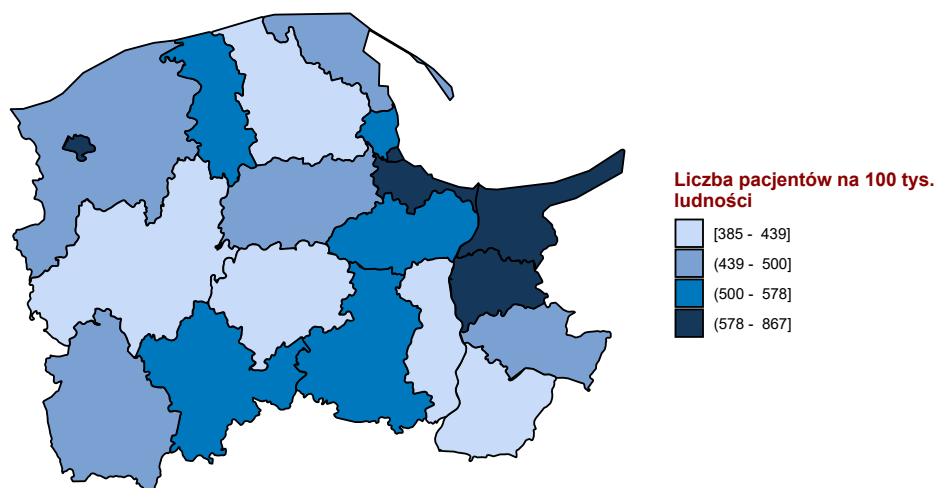 Liczba pacjentów na 100 tys.
ludności
[385 - 439]
(439 - 500]
(500 - 578]
(578 - 867]